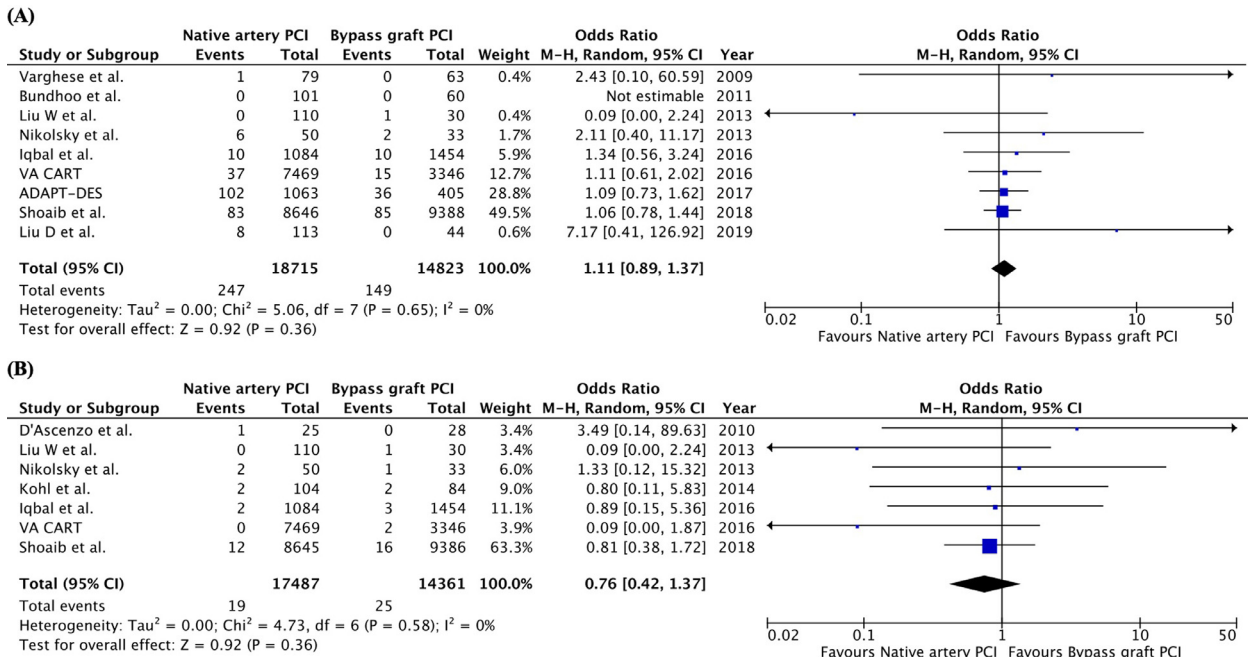 (A)
Native artery PCI Bypass graft PCI Odds Ratio Odds Ratio
Study or Subgroup Events Total Events Total Weight M-H, Random, 95% CI Year M-H, Random, 95% CI
Varghese et al. 1 79 0 63 0.4% 2.43 [0.10, 60.59] 2009
Bundhoo et al. 0 101 0 60 Not estimable 2011
Liu W et al. 0 110 1 30 0.4% 0.09 [0.00, 2.24] 2013
Nikolsky et al. 6 50 2 33 1.7% 2.11 [0.40, 11.17] 2013
Iqbal et al. 10 1084 10 1454 5.9% 1.34 [0.56, 3.24] 2016
VA CART 37 7469 15 3346 12.7% 1.11 [0.61, 2.02] 2016
ADAPT-DES 102 1063 36 405 28.8% 1.09 [0.73, 1.62] 2017
Shoaib et al. 83 8646 85 9388 49.5% 1.06 [0.78, 1.44] 2018
Liu D et al. 8 113 0 44 0.6% 7.17 [0.41, 126.92] 2019
Total (95% CI) 18715 14823 100.0% 1.11 [0.89, 1.37]
Total events 247 149
Heterogeneity: Tau² = 0.00; Chi² = 5.06, df = 7 (P = 0.65); I² = 0%
Test for overall effect: Z = 0.92 (P = 0.36)
0.02 0.1 1 10 50
Favours Native artery PCI Favours Bypass graft PCI
(B)
Native artery PCI Bypass graft PCI Odds Ratio Odds Ratio
Study or Subgroup Events Total Events Total Weight M-H, Random, 95% CI Year M-H, Random, 95% CI
D'Ascenzo et al. 1 25 0 28 3.4% 3.49 [0.14, 89.63] 2010
Liu W et al. 0 110 1 30 3.4% 0.09 [0.00, 2.24] 2013
Nikolsky et al. 2 50 1 33 6.0% 1.33 [0.12, 15.32] 2013
Kohl et al. 2 104 2 84 9.0% 0.80 [0.11, 5.83] 2014
Iqbal et al. 2 1084 3 1454 11.1% 0.89 [0.15, 5.36] 2016
VA CART 0 7469 2 3346 3.9% 0.09 [0.00, 1.87] 2016
Shoaib et al. 12 8645 16 9386 63.3% 0.81 [0.38, 1.72] 2018
Total (95% CI) 17487 14361 100.0% 0.76 [0.42, 1.37]
Total events 19 25
Heterogeneity: Tau² = 0.00; Chi² = 4.73, df = 6 (P = 0.58); I² = 0%
Test for overall effect: Z = 0.92 (P = 0.36)
0.02 0.1 1 10 50
Favours Native artery PCI Favours Bypass graft PCI